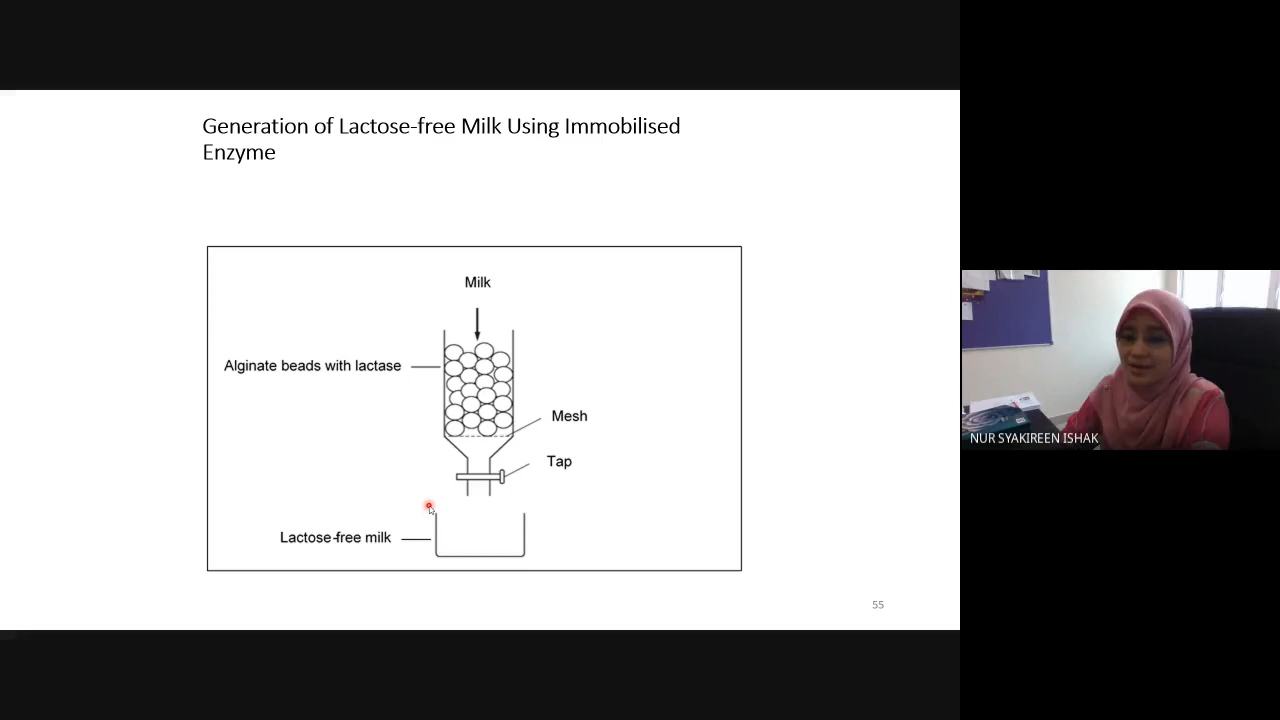 Generation of Lactose-free Milk Using Immobilised
Enzyme
Milk
Alginate beads with lactase
Mesh
Tap
Lactose-free milk
55
NUR SYAKIREEN ISHAK